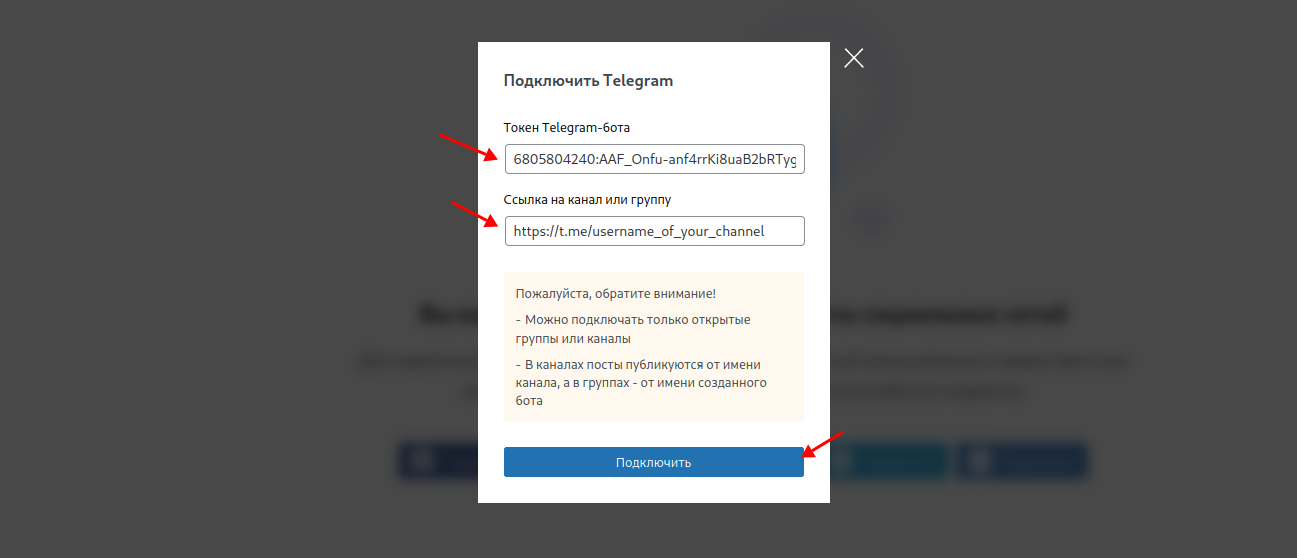 Подключить Telegram
Токен Telegram-бота
6805804240:AAF_Onfu-anf4rrKi8uaB2bRTyg
Ссылка на канал или группу
https://t.me/username_of_your_channel
Пожалуйста, обратите внимание!
- Можно подключать только открытые
группы или каналы
- В каналах посты публикуются от имени
канала, а в группах - от имени созданного
бота
Подключить